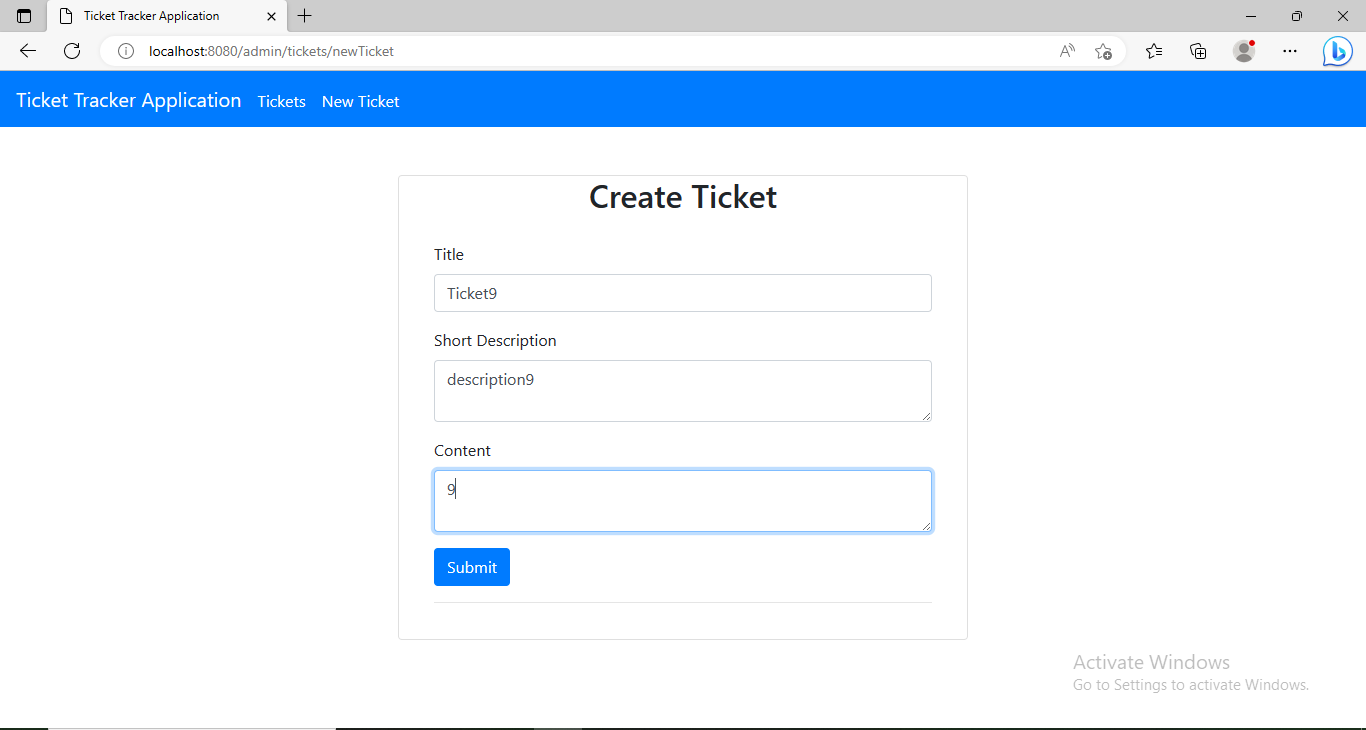 Ticket Tracker Application
localhost:8080/admin/tickets/newTicket
Ticket Tracker Application Tickets New Ticket
Create Ticket
Title
Ticket9
Short Description
description9
Content
9
Submit
Activate Windows
Go to Settings to activate Windows.